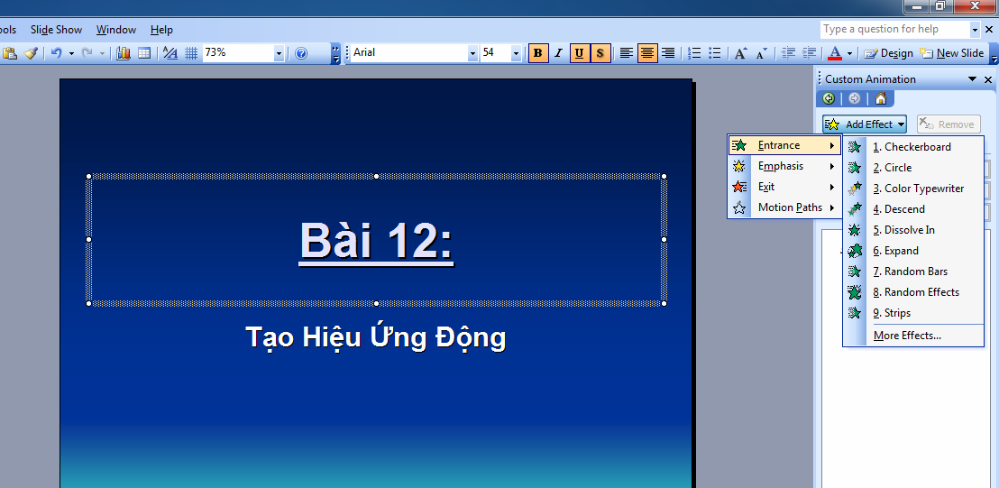 ols Slide Show Window Help Type a question for help
73% Arial 54 B I U S A A A Design New Slide
Custom Animation
Add Effect Remove
Entrance
Emphasis
Exit
Motion Paths
1. Checkerboard
2. Circle
3. Color Typewriter
4. Descend
5. Dissolve In
6. Expand
7. Random Bars
8. Random Effects
9. Strips
More Effects...
Bài 12:
Tạo Hiệu Ứng Động